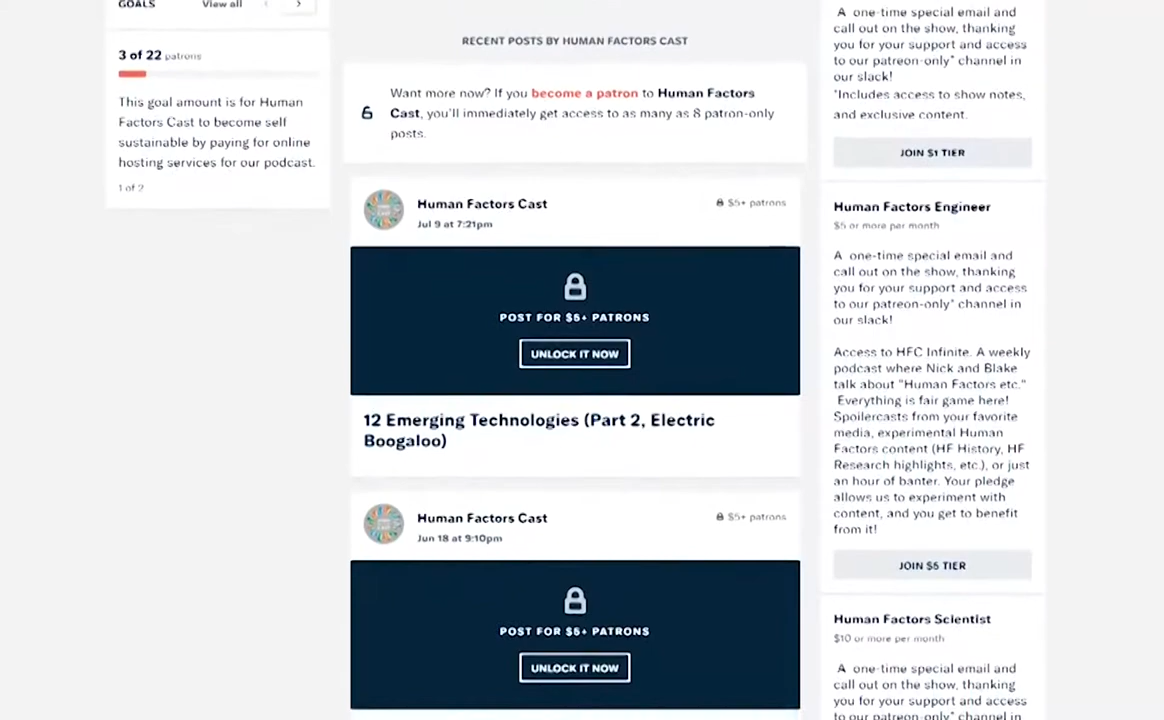 GOALS
View all
3 of 22 patrons
This goal amount is for Human
Factors Cast to become self
sustainable by paying for online
hosting services for our podcast.
1 of 2
RECENT POSTS BY HUMAN FACTORS CAST
Want more now? If you become a patron to Human Factors
Cast, you'll immediately get access to as many as 8 patron-only
posts.
Human Factors Cast
$5+ patrons
Jul 9 at 7:21pm
POST FOR $5+ PATRONS
UNLOCK IT NOW
12 Emerging Technologies (Part 2, Electric
Boogaloo)
Human Factors Cast
$5+ patrons
Jun 18 at 9:10pm
POST FOR $5+ PATRONS
UNLOCK IT NOW
A one-time special email and
call out on the show, thanking
you for your support and access
to our patreon-only* channel in
our slack!
*Includes access to show notes,
and exclusive content.
JOIN $1 TIER
Human Factors Engineer
$5 or more per month
A one-time special email and
call out on the show, thanking
you for your support and access
to our patreon-only* channel in
our slack!
Access to HFC Infinite. A weekly
podcast where Nick and Blake
talk about "Human Factors etc."
Everything is fair game here!
Spoilercasts from your favorite
media, experimental Human
Factors content (HF History, HF
Research highlights, etc.), or just
an hour of banter. Your pledge
allows us to experiment with
content, and you get to benefit
from it!
JOIN $5 TIER
Human Factors Scientist
$10 or more per month
A one-time special email and
call out on the show, thanking
you for your support and access
to our patreon-only* channel in